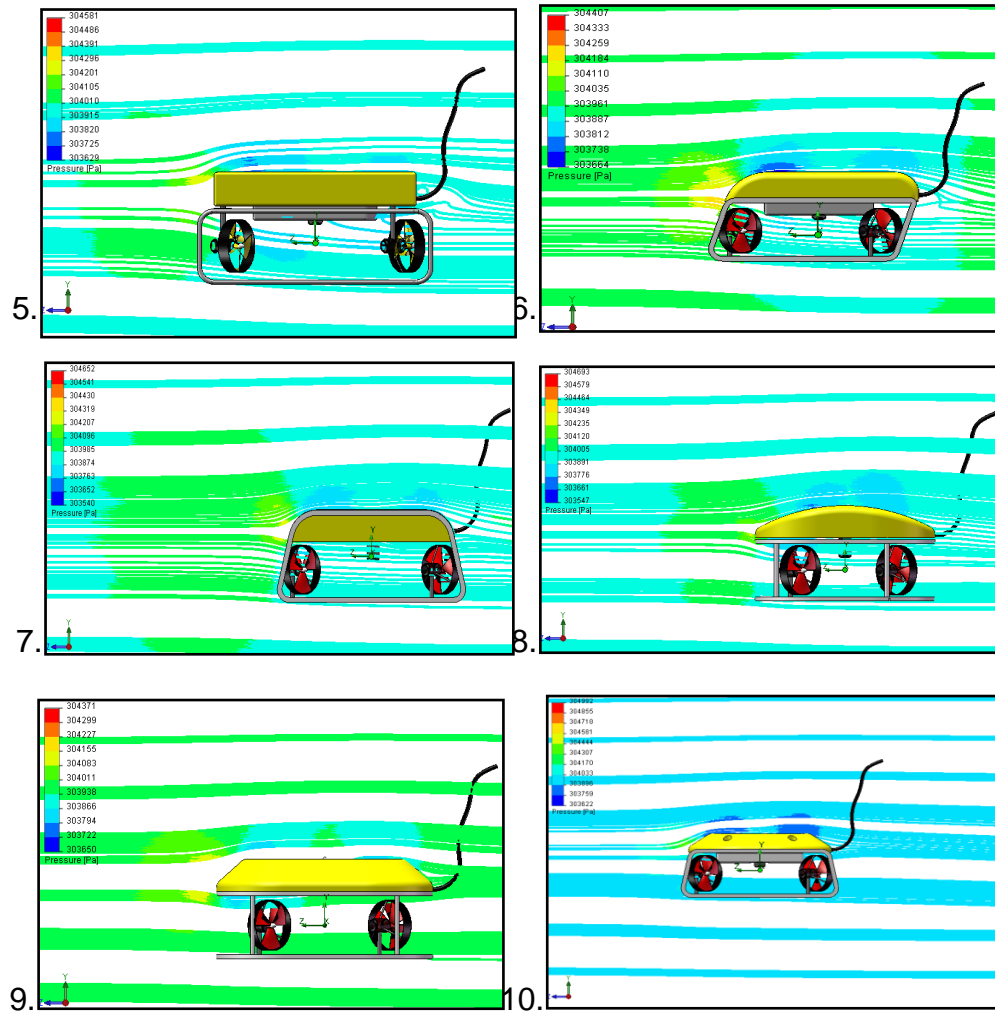 304581
304486
304391
304296
304201
304105
304010
303915
303820
303725
303629
Pressure [Pa]
Y
Z
Y
Z
5.
304407
304333
304259
304184
304110
304035
303961
303887
303812
303738
303664
Pressure [Pa]
Y
Z
Y
Z
6.
304652
304541
304430
304319
304207
304096
303985
303874
303763
303652
303540
Pressure [Pa]
Y
Z
Y
Z
7.
304693
304579
304464
304349
304235
304120
304005
303891
303776
303661
303547
Pressure [Pa]
Y
Z
Y
Z
8.
304371
304299
304227
304155
304083
304011
303938
303866
303794
303722
303650
Pressure [Pa]
Y
Z
X
Y
Z
9.
304992
304855
304718
304581
304444
304307
304170
304033
303896
303759
303622
Pressure [Pa]
Y
Z
Y
Z
10.